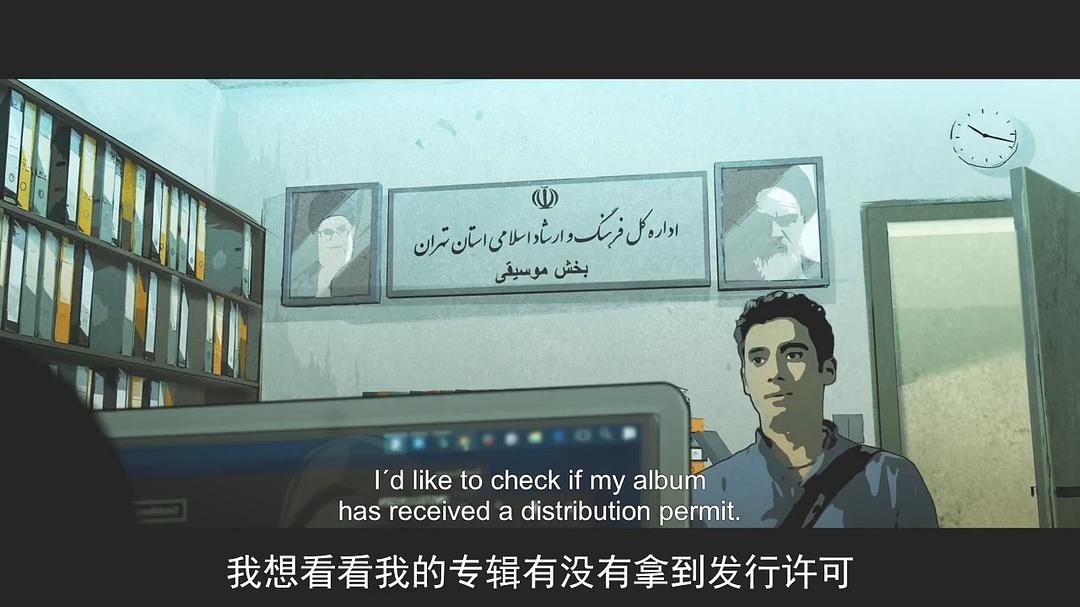 اداره کل فرهنگ و ارشاد اسلامی استان تهران
بخش موسیقی
I´d like to check if my album
has received a distribution permit.
我想看看我的专辑有没有拿到发行许可